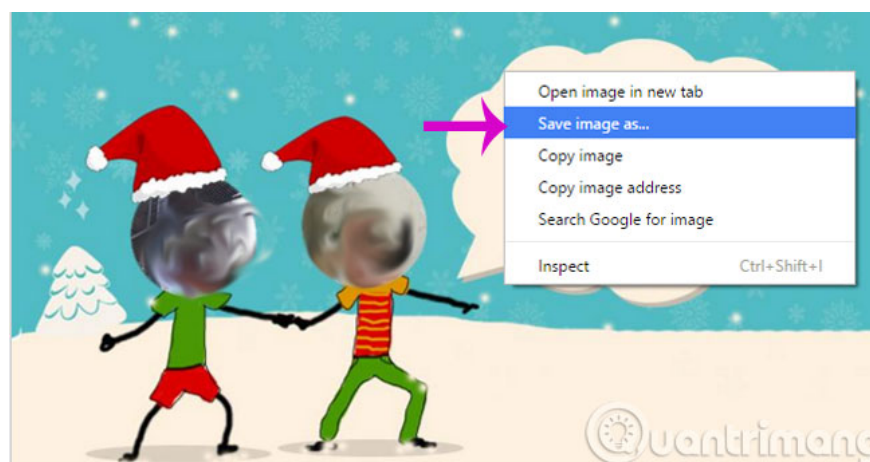 Open image in new tab
Save image as...
Copy image
Copy image address
Search Google for image
Inspect Ctrl+Shift+I
Quantrimang